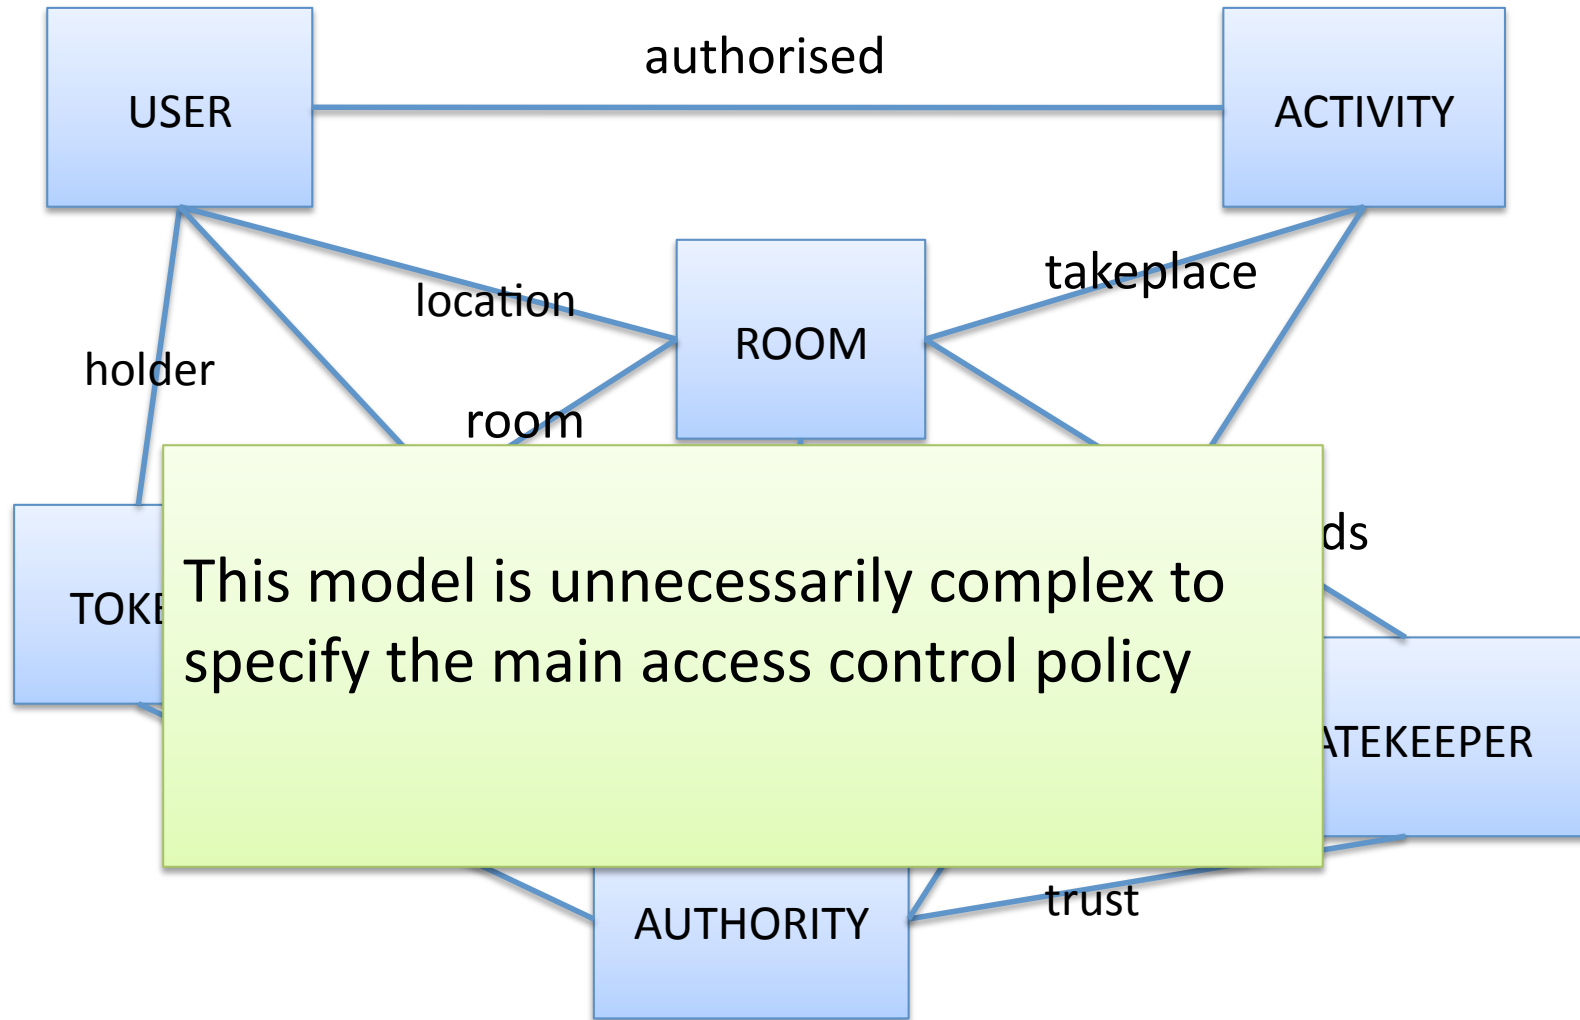 authorised
USER
ACTIVITY
takeplace
location
ROOM
holder
room
ds
This model is unnecessarily complex to
specify the main access control policy
TOKE
ATEKEEPER
trust
AUTHORITY